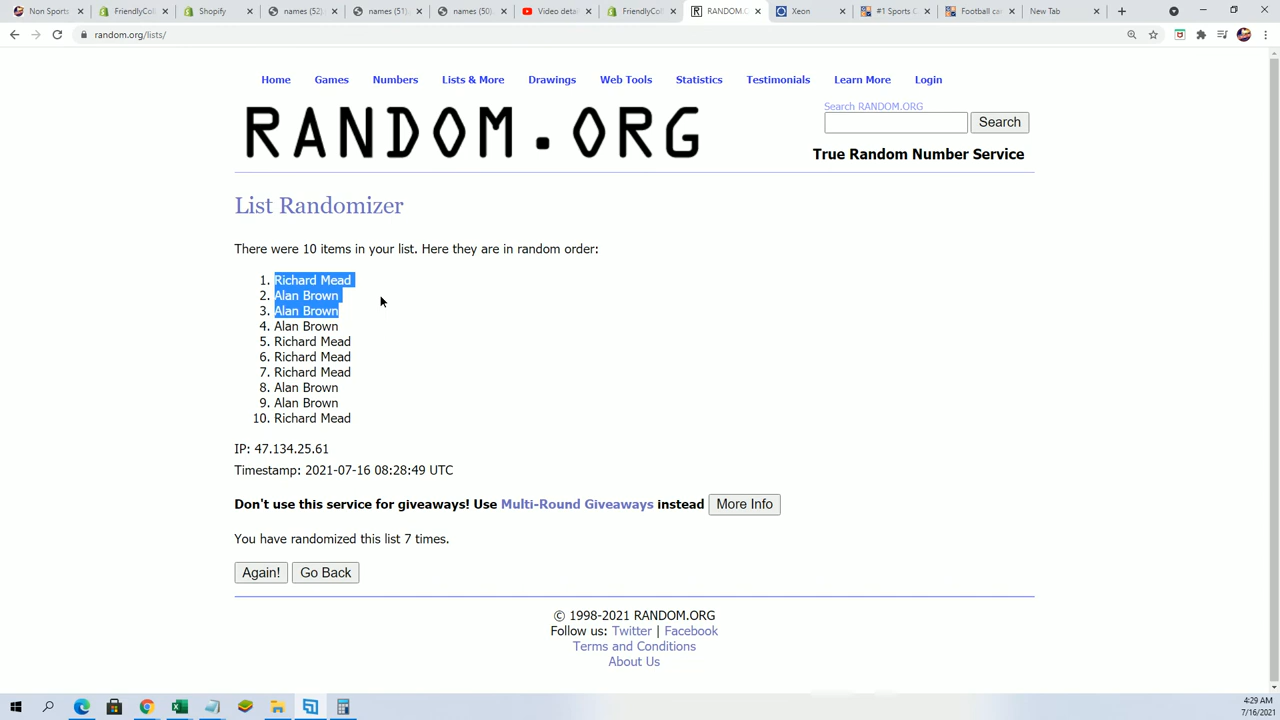 Non Sports
FriendlyColl
Shopify
names (52)
names (51)
names (50)
Video detai
FriendlyColl
RANDOM.O
Xeon
#1 Sports C
Football car
New Tab
random.org/lists/
Home Games Numbers Lists & More Drawings Web Tools Statistics Testimonials Learn More Login
RANDOM.ORG
Search RANDOM.ORG
Search
True Random Number Service
List Randomizer
There were 10 items in your list. Here they are in random order:
1. Richard Mead
2. Alan Brown
3. Alan Brown
4. Alan Brown
5. Richard Mead
6. Richard Mead
7. Richard Mead
8. Alan Brown
9. Alan Brown
10. Richard Mead
IP: 47.134.25.61
Timestamp: 2021-07-16 08:28:49 UTC
Don't use this service for giveaways! Use Multi-Round Giveaways instead More Info
You have randomized this list 7 times.
Again! Go Back
© 1998-2021 RANDOM.ORG
Follow us: Twitter | Facebook
Terms and Conditions
About Us
4:29 AM
7/16/2021